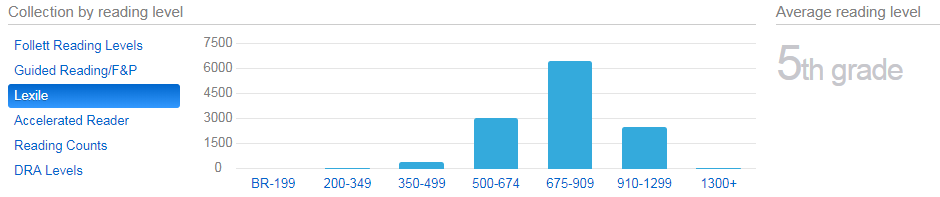 Collection by reading level
Average reading level
Follett Reading Levels
Guided Reading/F&P
Lexile
Accelerated Reader
Reading Counts
DRA Levels
7500
6000
4500
3000
1500
0
BR-199 200-349 350-499 500-674 675-909 910-1299 1300+
5th grade